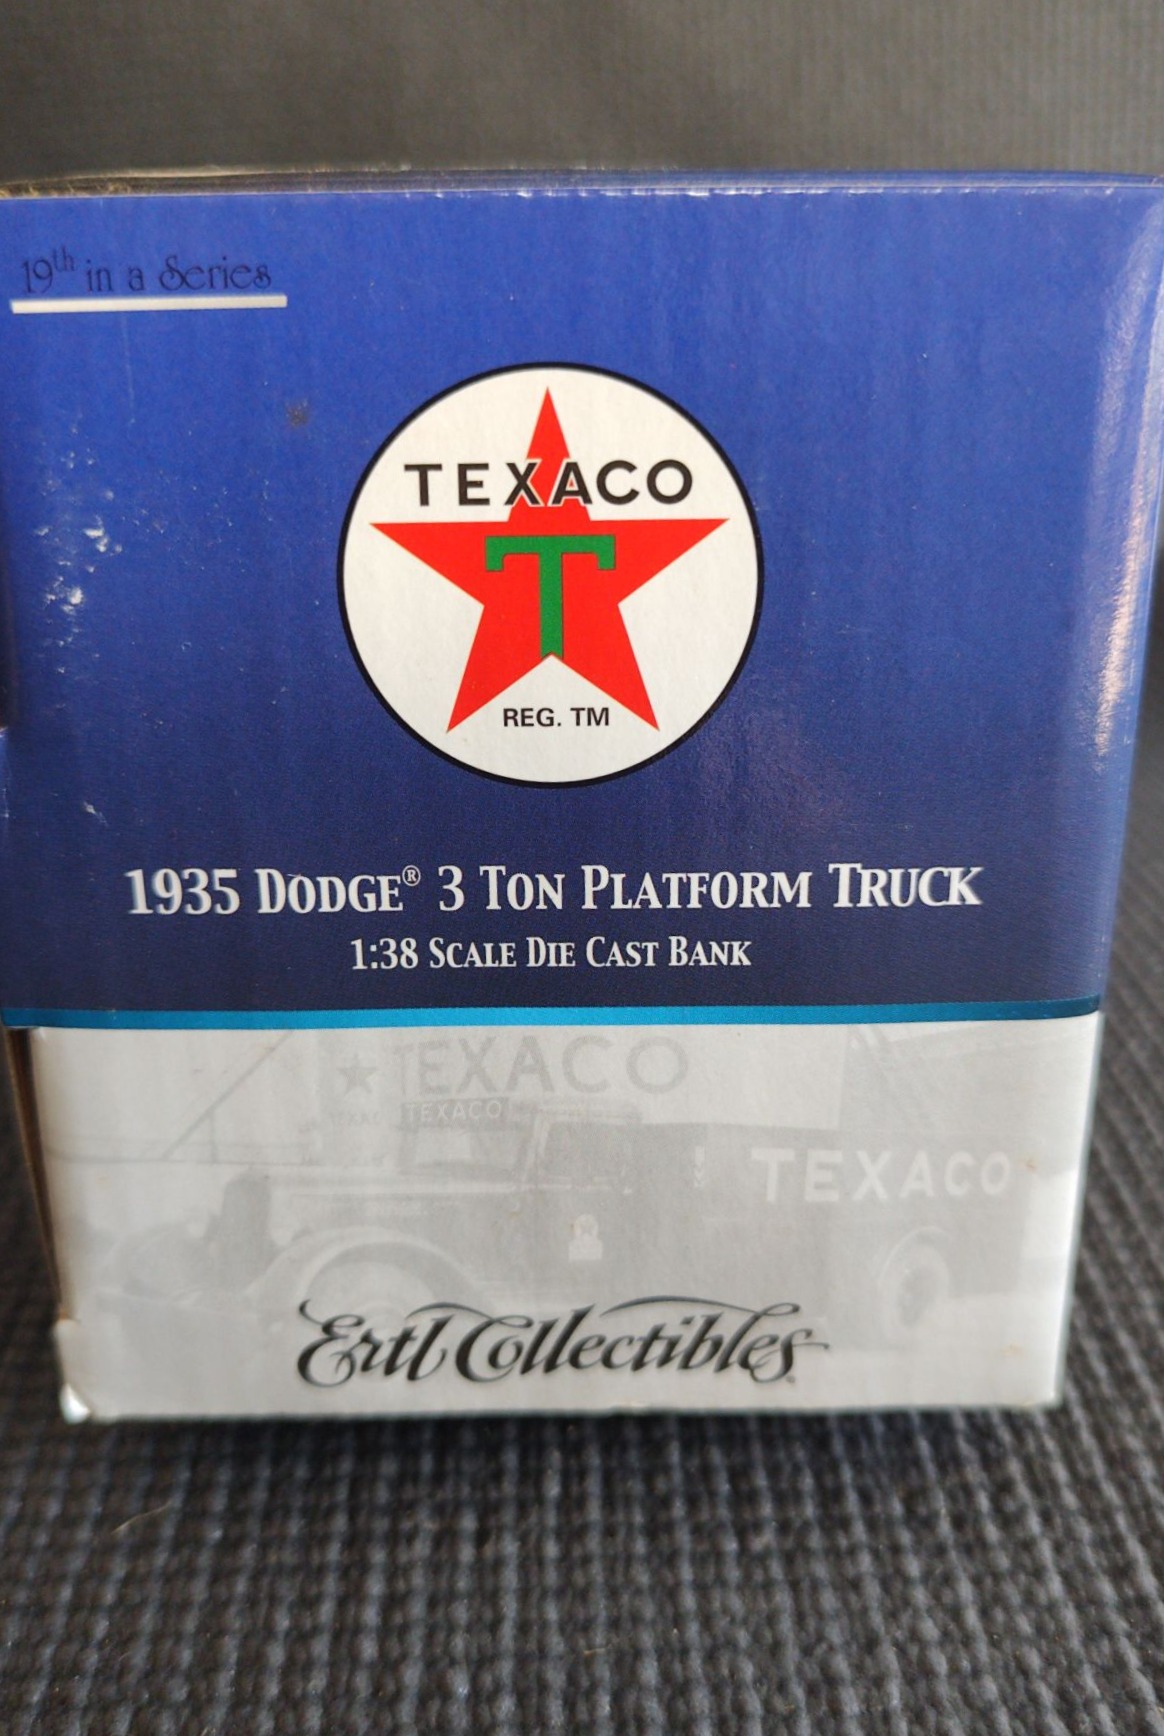 19th in a Series
TEXACO
T
REG. TM
1935 DODGE® 3 TON PLATFORM TRUCK
1:38 SCALE DIE CAST BANK
TEXACO
TEXACO
TEXACO
Ertl Collectibles